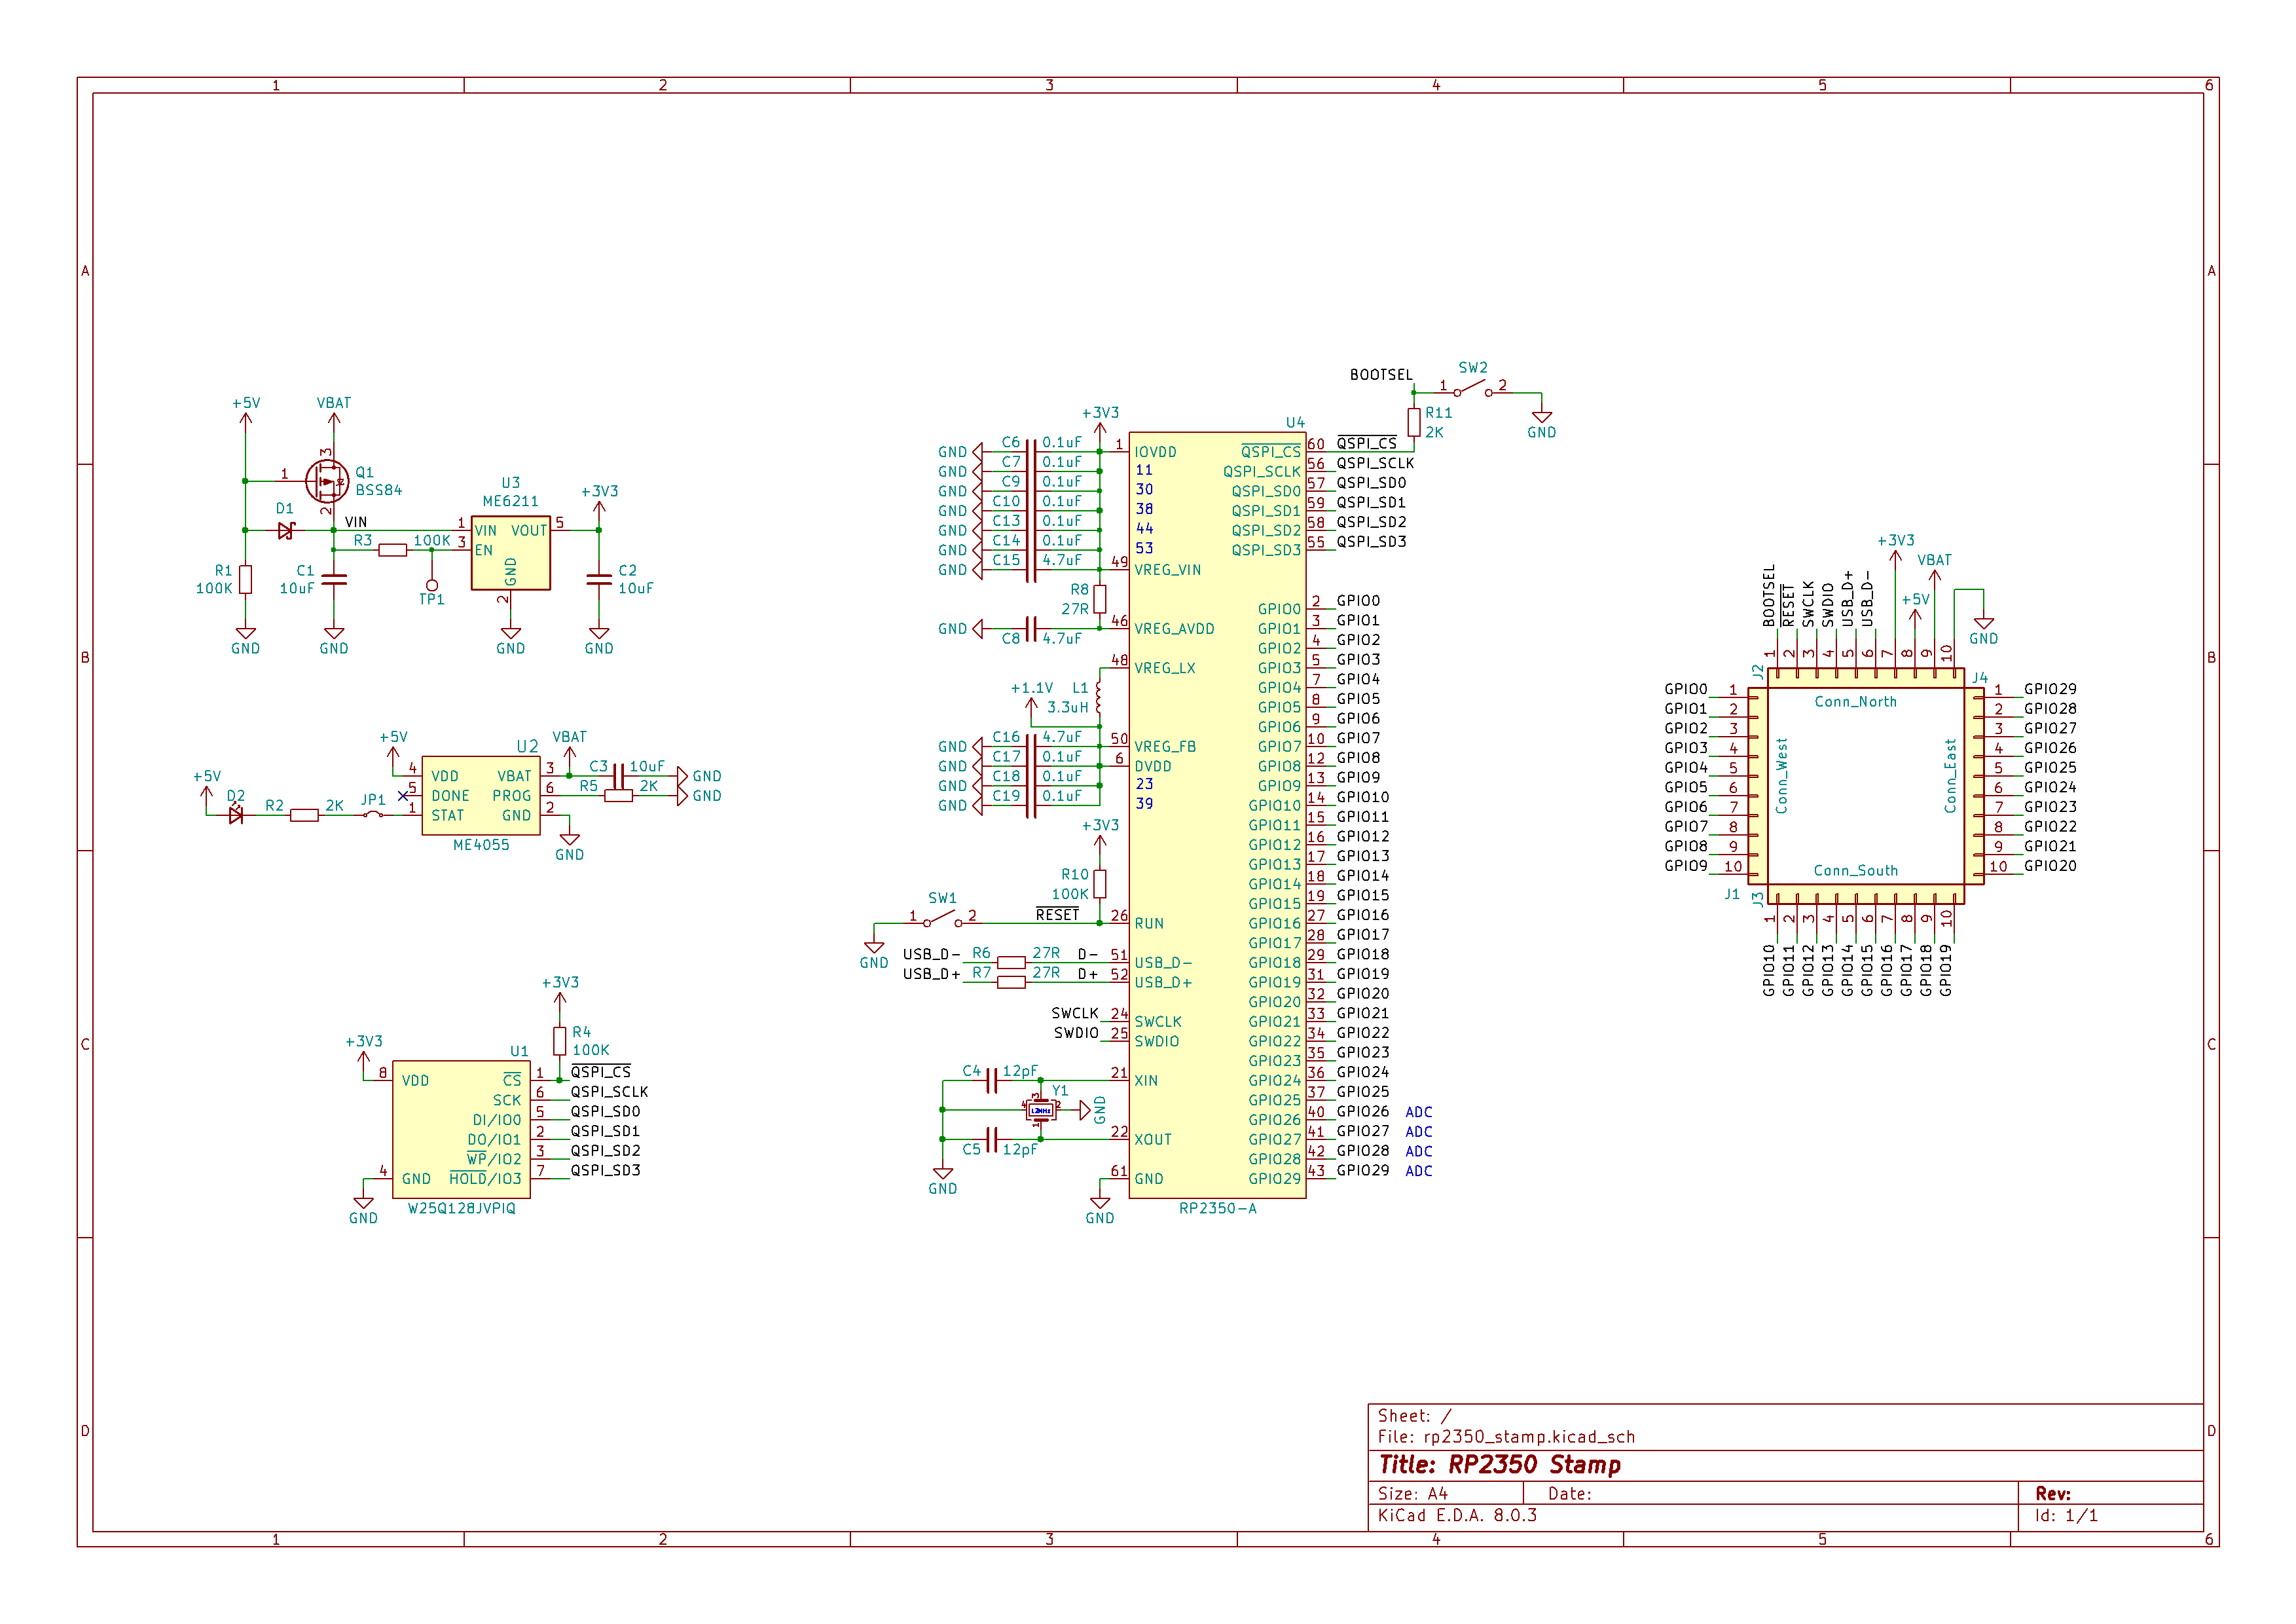 1 2 3 4 5 6
A
B
C
D
A
B
C
D
1 2 3 4 5 6
+5V
VBAT
3
1
Q1
BSS84
2
D1
VIN
R3
100K
R1
100K
C1
10uF
TP1
U3
ME6211
1
VIN
VOUT
5
3
EN
GND
2
+3V3
C2
10uF
GND
GND
GND
GND
+5V
D2
R2
2K
JP1
+5V
U2
VBAT
4
VDD
VBAT
3
5
DONE
PROG
6
1
STAT
GND
2
ME4055
C3
10uF
GND
R5
2K
GND
GND
+3V3
R4
100K
+3V3
U1
8
VDD
CS
1
QSPI_CS
SCK
6
QSPI_SCLK
DI/IO0
5
QSPI_SD0
DO/IO1
2
QSPI_SD1
WP/IO2
3
QSPI_SD2
4
GND
HOLD/IO3
7
QSPI_SD3
W25Q128JVPIQ
GND
BOOTSEL
SW2
1
2
R11
2K
GND
+3V3
U4
GND C6 0.1uF 1 IOVDD
GND C7 0.1uF 11
GND C9 0.1uF 30
GND C10 0.1uF 38
GND C13 0.1uF 44
GND C14 0.1uF 53
GND C15 4.7uF 49 VREG_VIN
R8
27R
GND C8 4.7uF 46 VREG_AVDD
48 VREG_LX
+1.1V
L1
3.3uH
GND C16 4.7uF 50 VREG_FB
GND C17 0.1uF 6 DVDD
GND C18 0.1uF 23
GND C19 0.1uF 39
+3V3
R10
100K
SW1
1
2
RESET
26 RUN
GND
USB_D- R6 27R D- 51 USB_D-
USB_D+ R7 27R D+ 52 USB_D+
SWCLK 24 SWCLK
SWDIO 25 SWDIO
C4 12pF 21 XIN
Y1
3
4
12MHz
2
1
GND
C5 12pF 22 XOUT
61 GND
GND
GND
RP2350-A
QSPI_CS 60 QSPI_CS
QSPI_SCLK 56 QSPI_SCLK
QSPI_SD0 57 QSPI_SD0
QSPI_SD1 59 QSPI_SD1
QSPI_SD2 58 QSPI_SD2
QSPI_SD3 55 QSPI_SD3
GPIO0 2 GPIO0
GPIO1 3 GPIO1
GPIO2 4 GPIO2
GPIO3 5 GPIO3
GPIO4 7 GPIO4
GPIO5 8 GPIO5
GPIO6 9 GPIO6
GPIO7 10 GPIO7
GPIO8 12 GPIO8
GPIO9 13 GPIO9
GPIO10 14 GPIO10
GPIO11 15 GPIO11
GPIO12 16 GPIO12
GPIO13 17 GPIO13
GPIO14 18 GPIO14
GPIO15 19 GPIO15
GPIO16 27 GPIO16
GPIO17 28 GPIO17
GPIO18 29 GPIO18
GPIO19 31 GPIO19
GPIO20 32 GPIO20
GPIO21 33 GPIO21
GPIO22 34 GPIO22
GPIO23 35 GPIO23
GPIO24 36 GPIO24
GPIO25 37 GPIO25
GPIO26 40 GPIO26 ADC
GPIO27 41 GPIO27 ADC
GPIO28 42 GPIO28 ADC
GPIO29 43 GPIO29 ADC
+3V3
VBAT
+5V
GND
BOOTSEL
RESET
SWCLK
SWDIO
USB_D+
USB_D-
1 2 3 4 5 6 7 8 9 10
J2
Conn_North
J4
GPIO0 1
GPIO1 2
GPIO2 3
GPIO3 4
GPIO4 5
GPIO5 6
GPIO6 7
GPIO7 8
GPIO8 9
GPIO9 10
Conn_West
J1
Conn_East
1 GPIO29
2 GPIO28
3 GPIO27
4 GPIO26
5 GPIO25
6 GPIO24
7 GPIO23
8 GPIO22
9 GPIO21
10 GPIO20
Conn_South
J3
1 2 3 4 5 6 7 8 9 10
GPIO10
GPIO11
GPIO12
GPIO13
GPIO14
GPIO15
GPIO16
GPIO17
GPIO18
GPIO19
Sheet: /
File: rp2350_stamp.kicad_sch
Title: RP2350 Stamp
Size: A4 Date: Rev:
KiCad E.D.A. 8.0.3 Id: 1/1